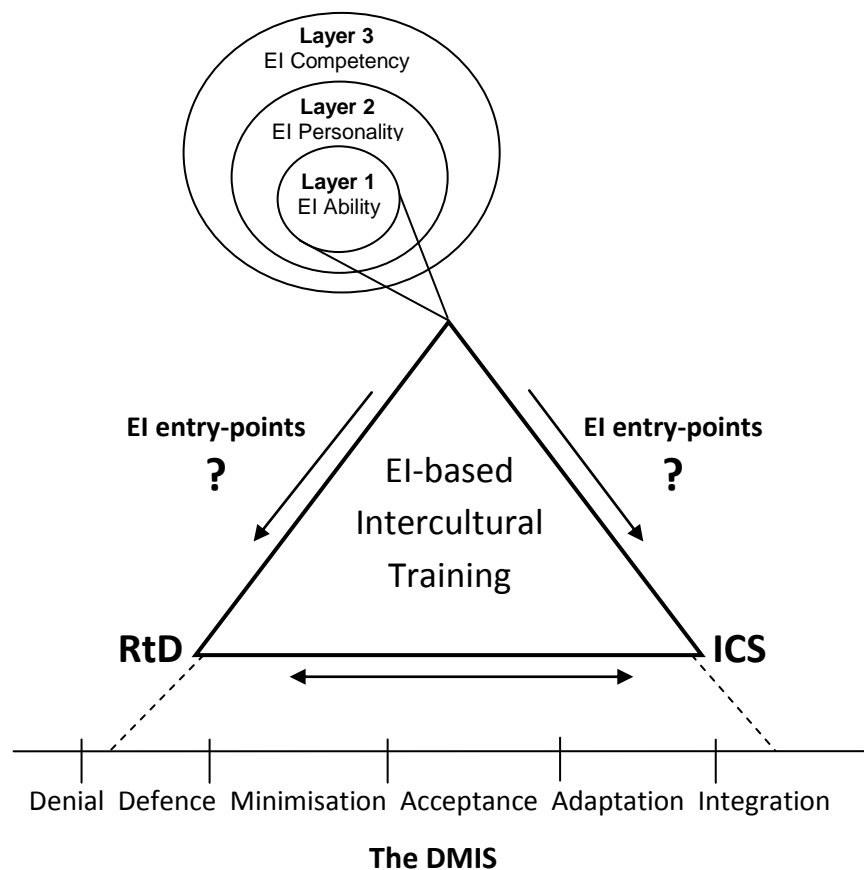 Layer 3
EI Competency
Layer 2
EI Personality
Layer 1
EI Ability
EI entry-points
?
EI entry-points
?
EI-based
Intercultural
Training
RtD
ICS
Denial Defence Minimisation Acceptance Adaptation Integration
The DMIS